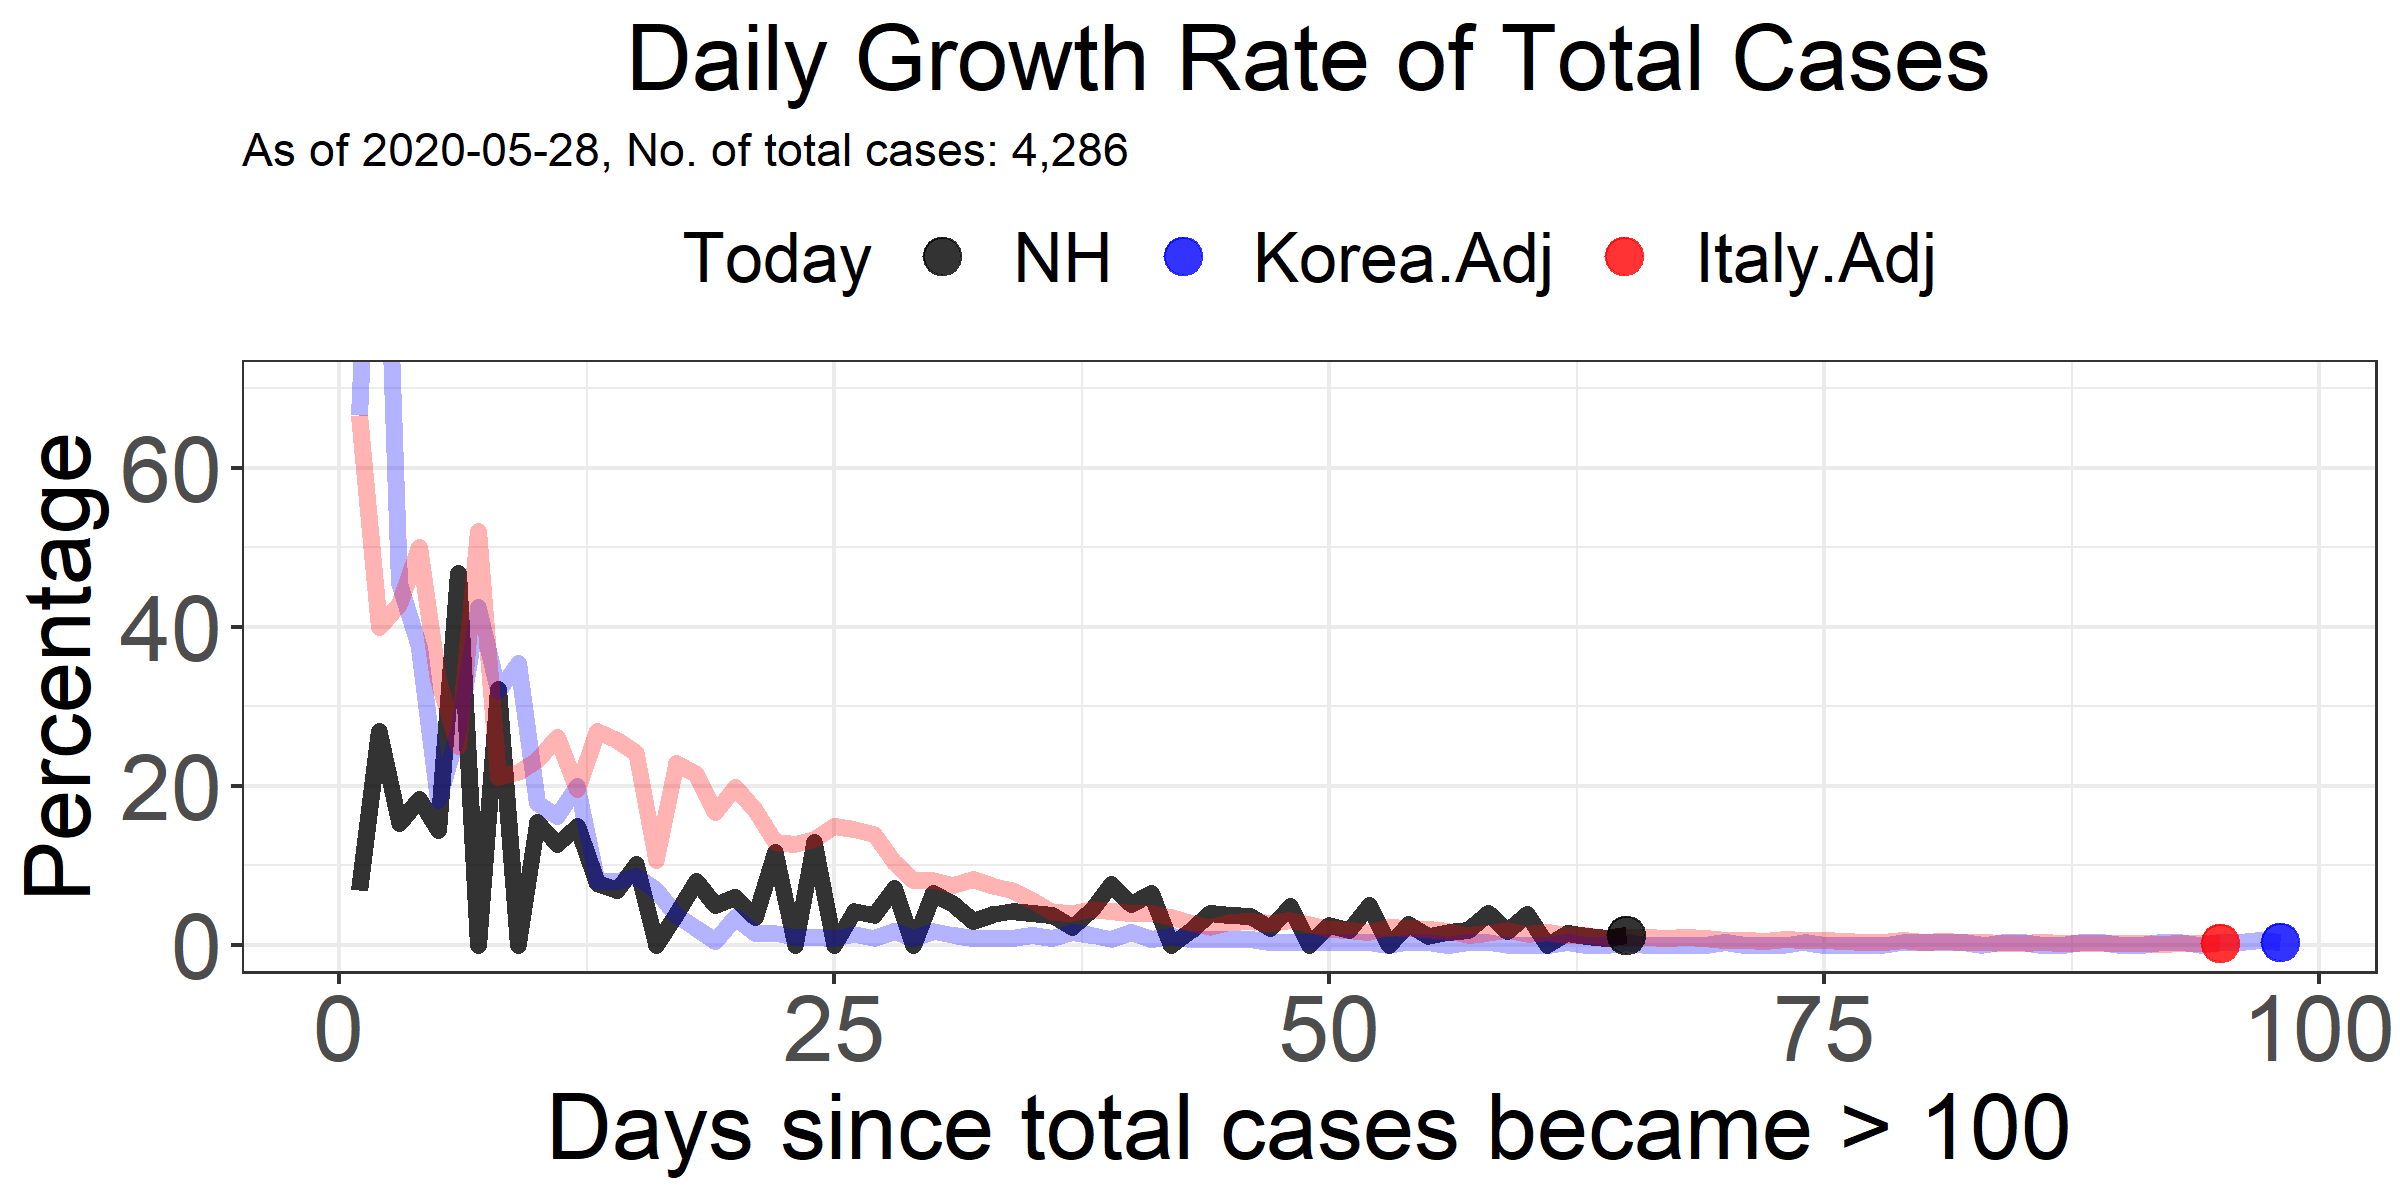 Daily Growth Rate of Total Cases
As of 2020-05-28, No. of total cases: 4,286
Today NH Korea.Adj Italy.Adj
Percentage
60
40
20
0
0 25 50 75 100
Days since total cases became > 100